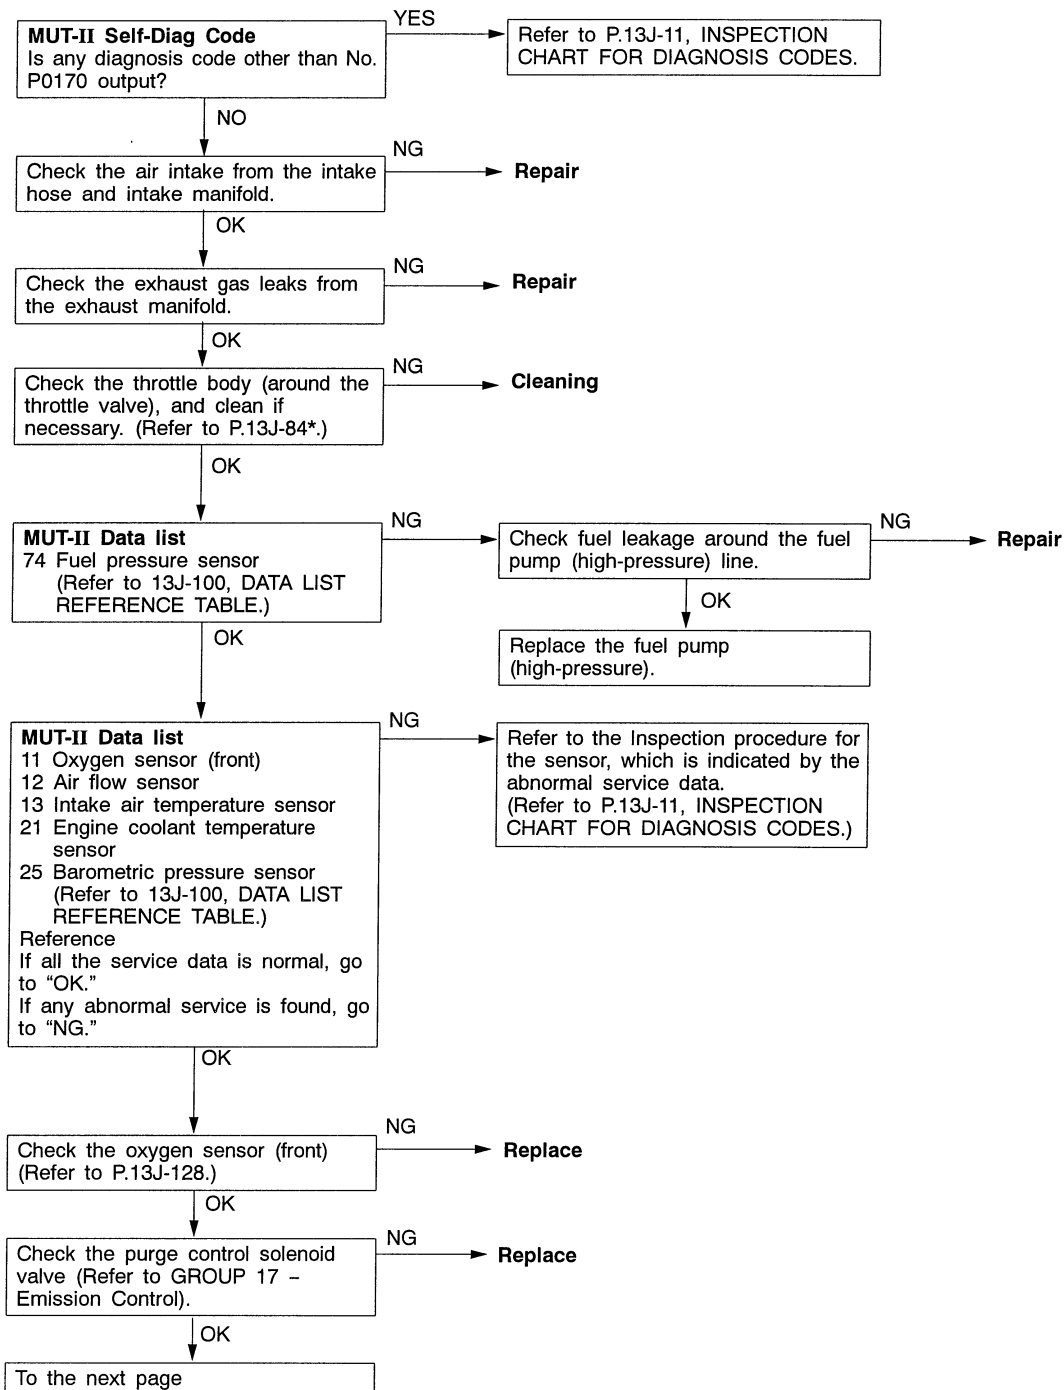 MUT-II Self-Diag Code
Is any diagnosis code other than No.
P0170 output?
YES
Refer to P.13J-11, INSPECTION
CHART FOR DIAGNOSIS CODES.
NO
Check the air intake from the intake
hose and intake manifold.
NG
Repair
OK
Check the exhaust gas leaks from
the exhaust manifold.
NG
Repair
OK
Check the throttle body (around the
throttle valve), and clean if
necessary. (Refer to P.13J-84*.)
NG
Cleaning
OK
MUT-II Data list
74 Fuel pressure sensor
(Refer to 13J-100, DATA LIST
REFERENCE TABLE.)
NG
Check fuel leakage around the fuel
pump (high-pressure) line.
NG
Repair
OK
Replace the fuel pump
(high-pressure).
OK
MUT-II Data list
11 Oxygen sensor (front)
12 Air flow sensor
13 Intake air temperature sensor
21 Engine coolant temperature
sensor
25 Barometric pressure sensor
(Refer to 13J-100, DATA LIST
REFERENCE TABLE.)
Reference
If all the service data is normal, go
to “OK.”
If any abnormal service is found, go
to “NG.”
NG
Refer to the Inspection procedure for
the sensor, which is indicated by the
abnormal service data.
(Refer to P.13J-11, INSPECTION
CHART FOR DIAGNOSIS CODES.)
OK
Check the oxygen sensor (front)
(Refer to P.13J-128.)
NG
Replace
OK
Check the purge control solenoid
valve (Refer to GROUP 17 –
Emission Control).
NG
Replace
OK
To the next page